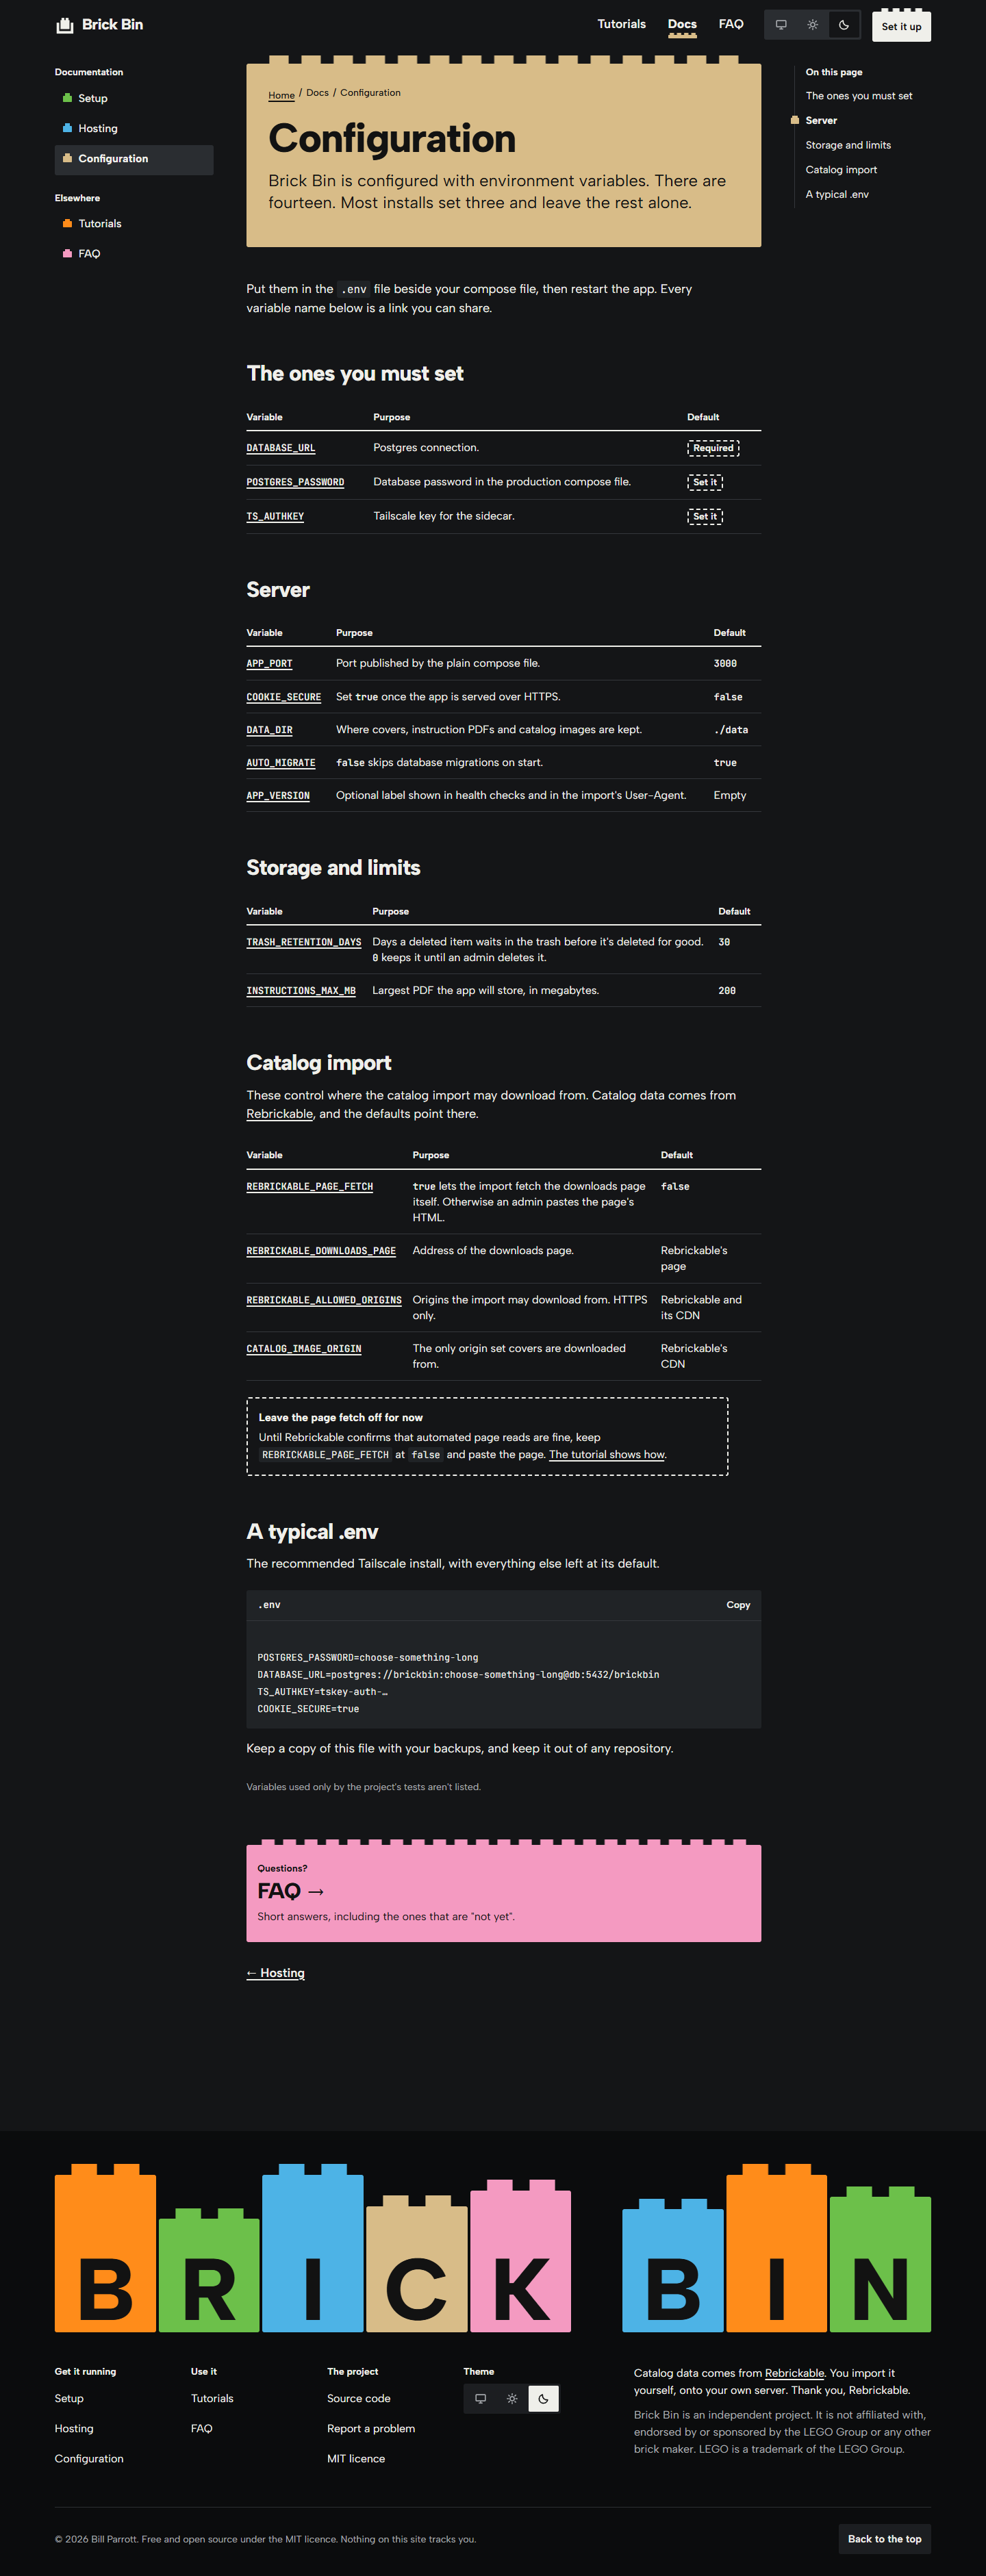 Brick Bin
Tutorials
Docs
FAQ
Set it up
Documentation
Setup
Hosting
Configuration
Elsewhere
Tutorials
FAQ
Home / Docs / Configuration
Configuration
Brick Bin is configured with environment variables. There are
fourteen. Most installs set three and leave the rest alone.
On this page
The ones you must set
Server
Storage and limits
Catalog import
A typical .env
Put them in the .env file beside your compose file, then restart the app. Every
variable name below is a link you can share.
The ones you must set
Variable Purpose Default
DATABASE_URL Postgres connection. Required
POSTGRES_PASSWORD Database password in the production compose file. Set it
TS_AUTHKEY Tailscale key for the sidecar. Set it
Server
Variable Purpose Default
APP_PORT Port published by the plain compose file. 3000
COOKIE_SECURE Set true once the app is served over HTTPS. false
DATA_DIR Where covers, instruction PDFs and catalog images are kept. ./data
AUTO_MIGRATE false skips database migrations on start. true
APP_VERSION Optional label shown in health checks and in the import's User-Agent. Empty
Storage and limits
Variable Purpose Default
TRASH_RETENTION_DAYS Days a deleted item waits in the trash before it's deleted for good. 30
0 keeps it until an admin deletes it.
INSTRUCTIONS_MAX_MB Largest PDF the app will store, in megabytes. 200
Catalog import
These control where the catalog import may download from. Catalog data comes from
Rebrickable, and the defaults point there.
Variable Purpose Default
REBRICKABLE_PAGE_FETCH true lets the import fetch the downloads page false
itself. Otherwise an admin pastes the page's
HTML.
REBRICKABLE_DOWNLOADS_PAGE Address of the downloads page. Rebrickable's
page
REBRICKABLE_ALLOWED_ORIGINS Origins the import may download from. HTTPS Rebrickable and
only. its CDN
CATALOG_IMAGE_ORIGIN The only origin set covers are downloaded Rebrickable's
from. CDN
Leave the page fetch off for now
Until Rebrickable confirms that automated page reads are fine, keep
REBRICKABLE_PAGE_FETCH at false and paste the page. The tutorial shows how.
A typical .env
The recommended Tailscale install, with everything else left at its default.
.env Copy
POSTGRES_PASSWORD=choose-something-long
DATABASE_URL=postgres://brickbin:choose-something-long@db:5432/brickbin
TS_AUTHKEY=tskey-auth-…
COOKIE_SECURE=true
Keep a copy of this file with your backups, and keep it out of any repository.
Variables used only by the project's tests aren't listed.
Questions?
FAQ →
Short answers, including the ones that are "not yet".
← Hosting
BRICK BIN
Get it running
Setup
Hosting
Configuration
Use it
Tutorials
FAQ
The project
Source code
Report a problem
MIT licence
Theme
Catalog data comes from Rebrickable. You import it
yourself, onto your own server. Thank you, Rebrickable.
Brick Bin is an independent project. It is not affiliated with,
endorsed by or sponsored by the LEGO Group or any other
brick maker. LEGO is a trademark of the LEGO Group.
© 2026 Bill Parrott. Free and open source under the MIT licence. Nothing on this site tracks you.
Back to the top